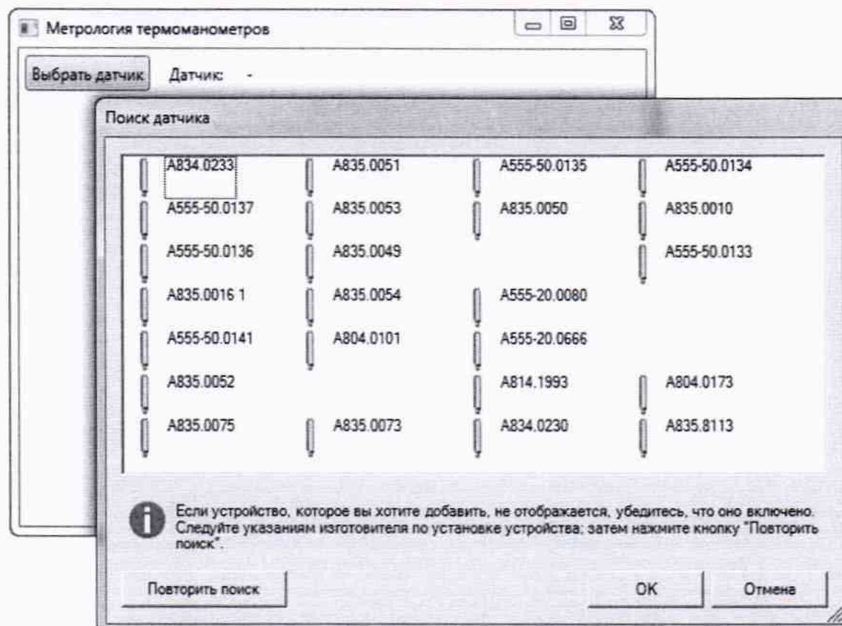 Метрология термоманометров
Выбрать датчик Датчик: -
Поиск датчика
A834.0233 A835.0051 A555-50.0135 A555-50.0134
A555-50.0137 A835.0053 A835.0050 A835.0010
A555-50.0136 A835.0049 A555-50.0133
A835.0016 1 A835.0054 A555-20.0080
A555-50.0141 A804.0101 A555-20.0666
A835.0052 A814.1993 A804.0173
A835.0075 A835.0073 A834.0230 A835.8113
Если устройство, которое вы хотите добавить, не отображается, убедитесь, что оно включено.
Следуйте указаниям изготовителя по установке устройства; затем нажмите кнопку "Повторить
поиск".
Повторить поиск OK Отмена